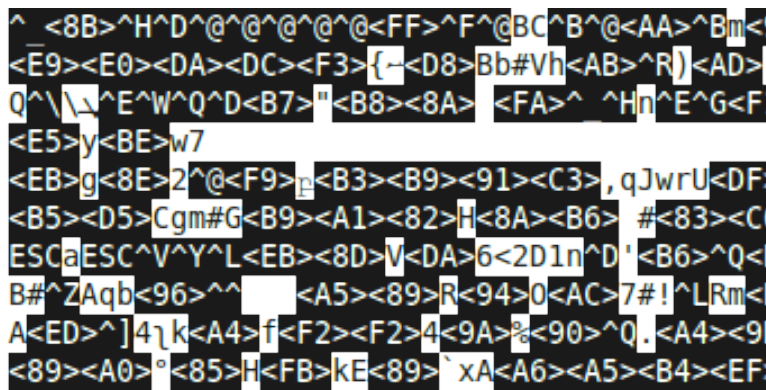 ^_<8B>^H^D^@^@^@^@^@<FF>^F^@BC^B^@<AA>^Bm<
<E9><E0><DA><DC><F3>{<D8>Bb#Vh<AB>^R)<AD>
Q^\\^E^W^Q^D<B7>"<B8><8A> <FA>^_^Hn^E^G<F
<E5>y<BE>w7
<EB>g<8E>2^@<F9><B3><B9><91><C3>,qJwrU<DF>
<B5><D5>Cgm#G<B9><A1><82>H<8A><B6> #<83><C
ESCaESC^V^Y^L<EB><8D>V<DA>6<2D1n^D'<B6>^Q<
B#^ZAqb<96>^^   <A5><89>R<94>O<AC>7#!^LRm<
A<ED>^]4k<A4>f<F2><F2>4<9A>%<90>^Q.<A4><9
<89><A0>°<85>H<FB>kE<89>`xA<A6><A5><B4><EF>